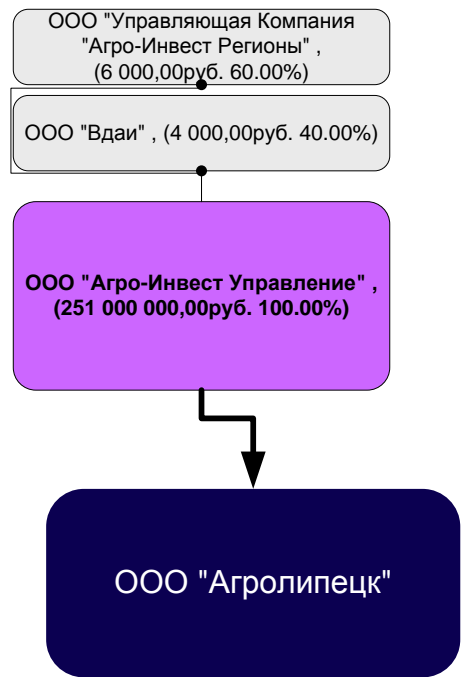 ООО "Управляющая Компания
"Агро-Инвест Регионы" ,
(6 000,00руб. 60.00%)
ООО "Вдаи" , (4 000,00руб. 40.00%)
ООО "Агро-Инвест Управление" ,
(251 000 000,00руб. 100.00%)
ООО "Агролипецк"